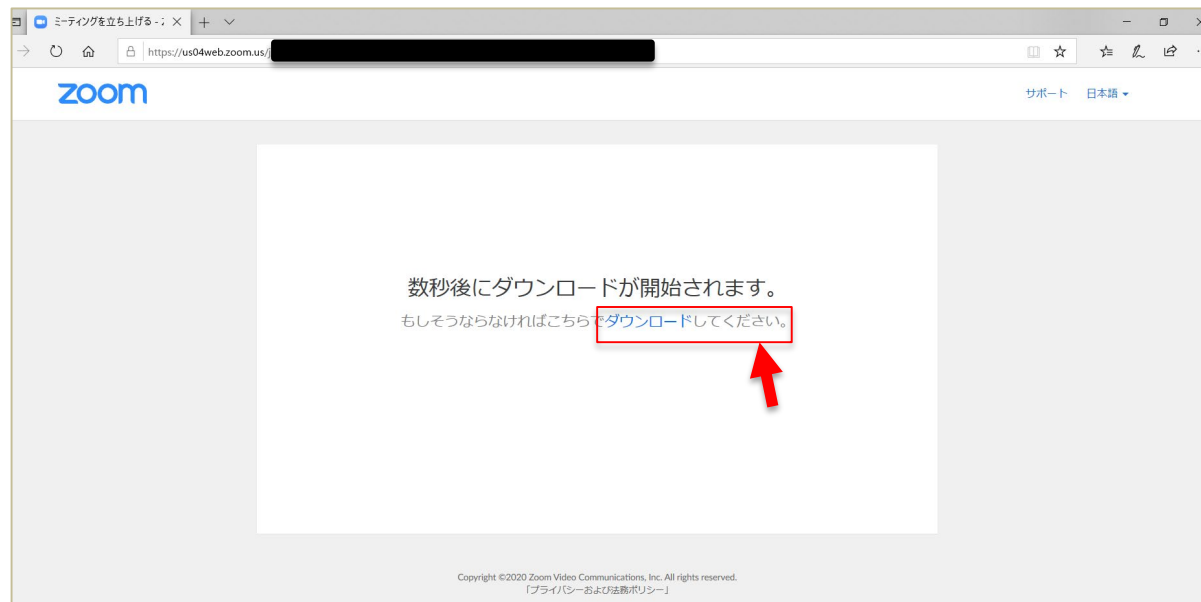 ミーティングを立ち上げる - Z
https://us04web.zoom.us/j
zoom
サポート 日本語
数秒後にダウンロードが開始されます。
もしそうならなければこちらでダウンロードしてください。
Copyright ©2020 Zoom Video Communications, Inc. All rights reserved.
「プライバシーおよび法務ポリシー」